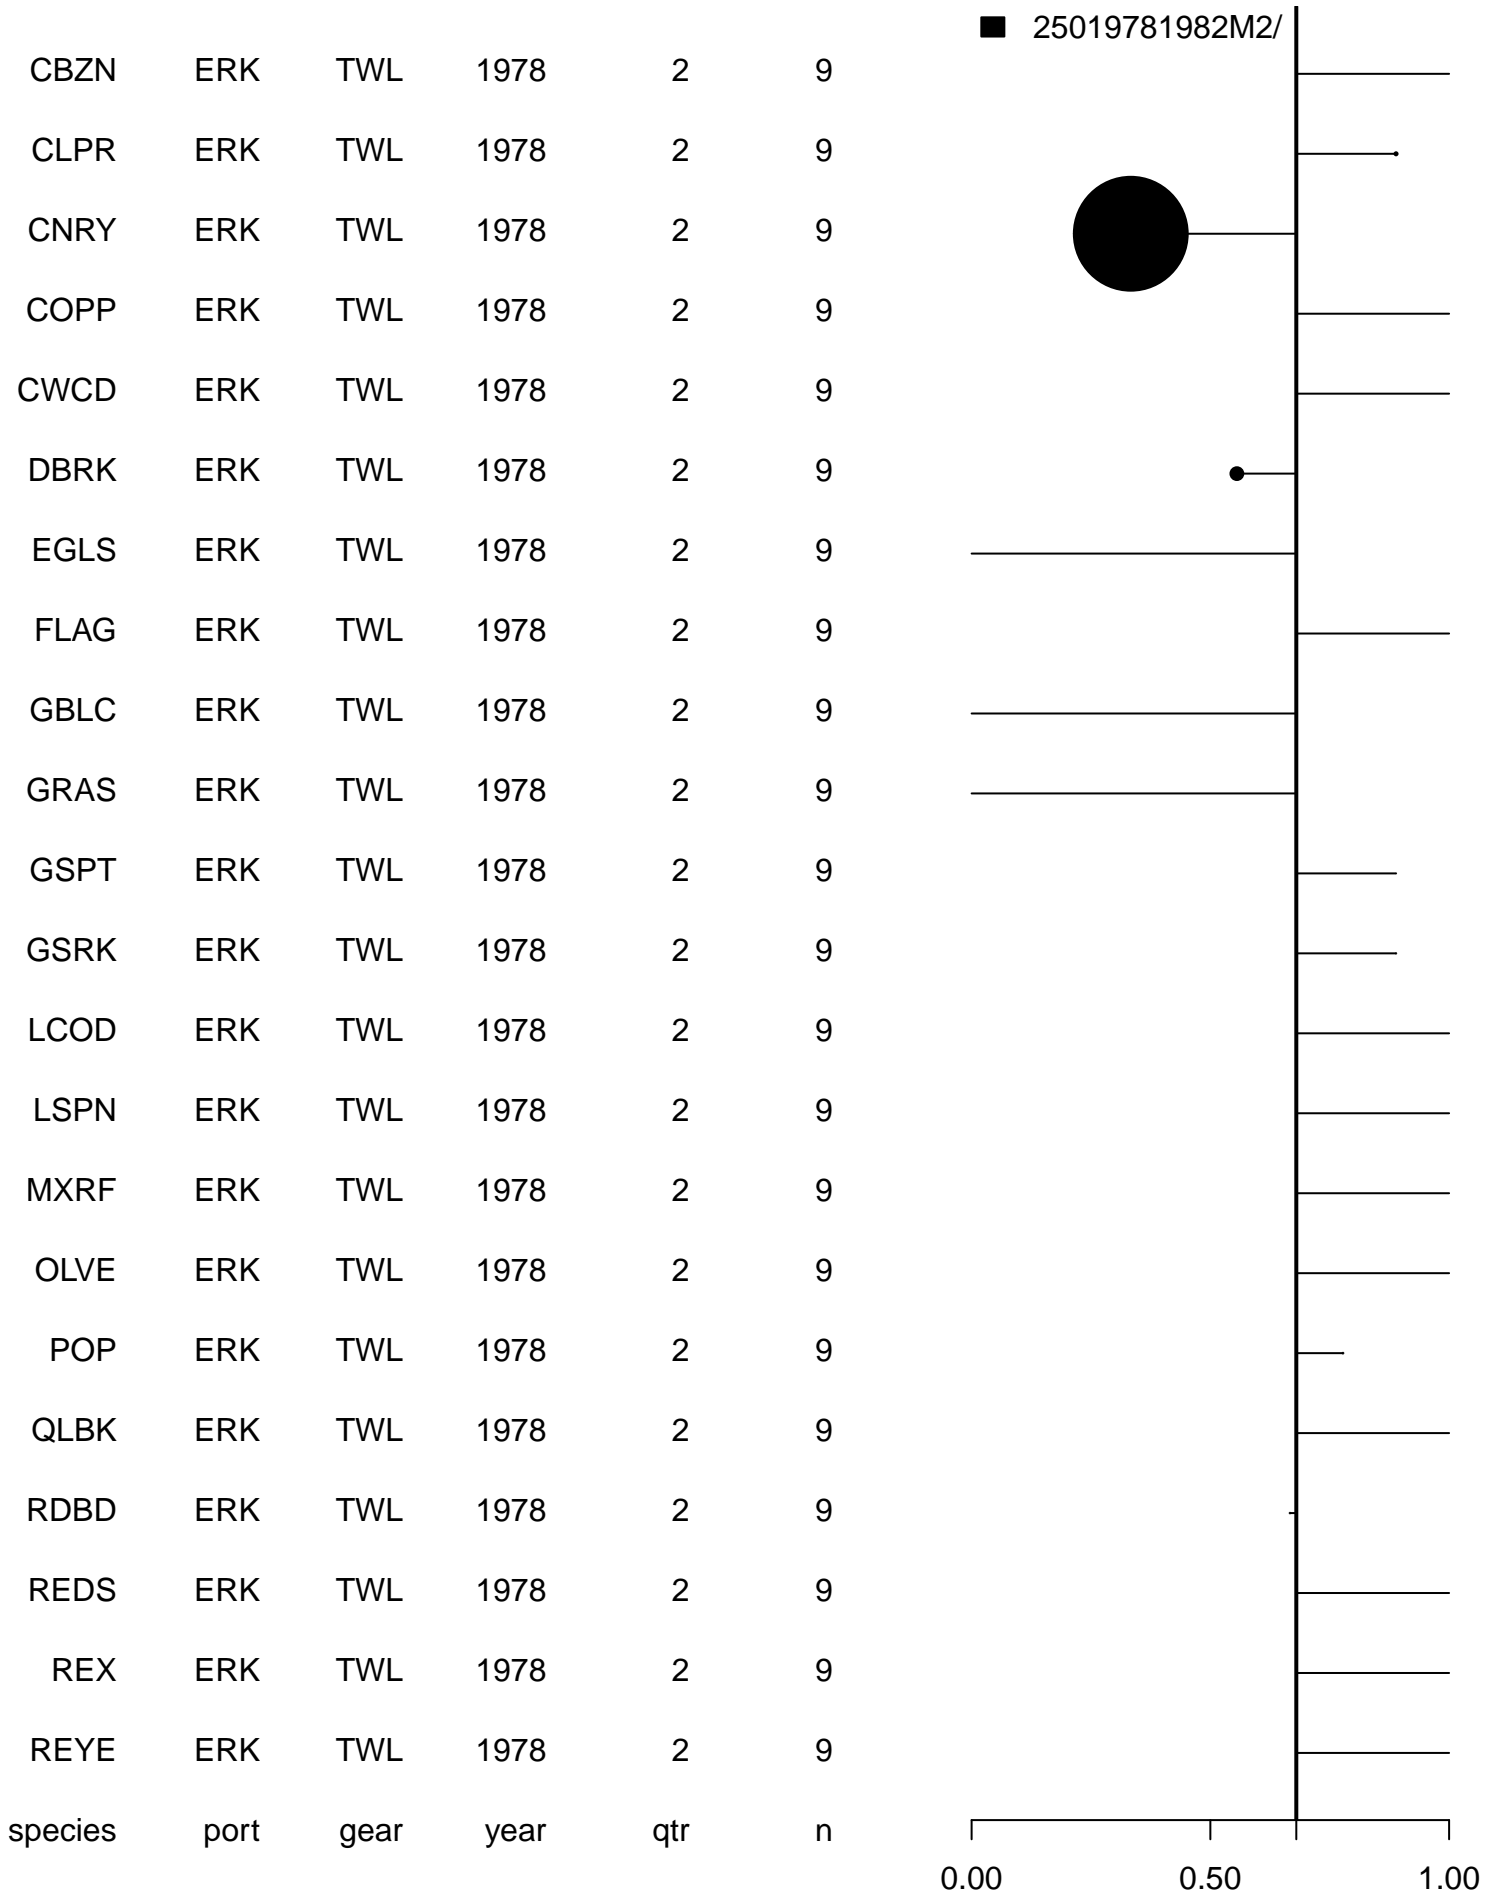 25019781982M2/
CBZN ERK TWL 1978 2 9
CLPR ERK TWL 1978 2 9
CNRY ERK TWL 1978 2 9
COPP ERK TWL 1978 2 9
CWCD ERK TWL 1978 2 9
DBRK ERK TWL 1978 2 9
EGLS ERK TWL 1978 2 9
FLAG ERK TWL 1978 2 9
GBLC ERK TWL 1978 2 9
GRAS ERK TWL 1978 2 9
GSPT ERK TWL 1978 2 9
GSRK ERK TWL 1978 2 9
LCOD ERK TWL 1978 2 9
LSPN ERK TWL 1978 2 9
MXRF ERK TWL 1978 2 9
OLVE ERK TWL 1978 2 9
POP ERK TWL 1978 2 9
QLBK ERK TWL 1978 2 9
RDBD ERK TWL 1978 2 9
REDS ERK TWL 1978 2 9
REX ERK TWL 1978 2 9
REYE ERK TWL 1978 2 9
species port gear year qtr n
0.00 0.50 1.00